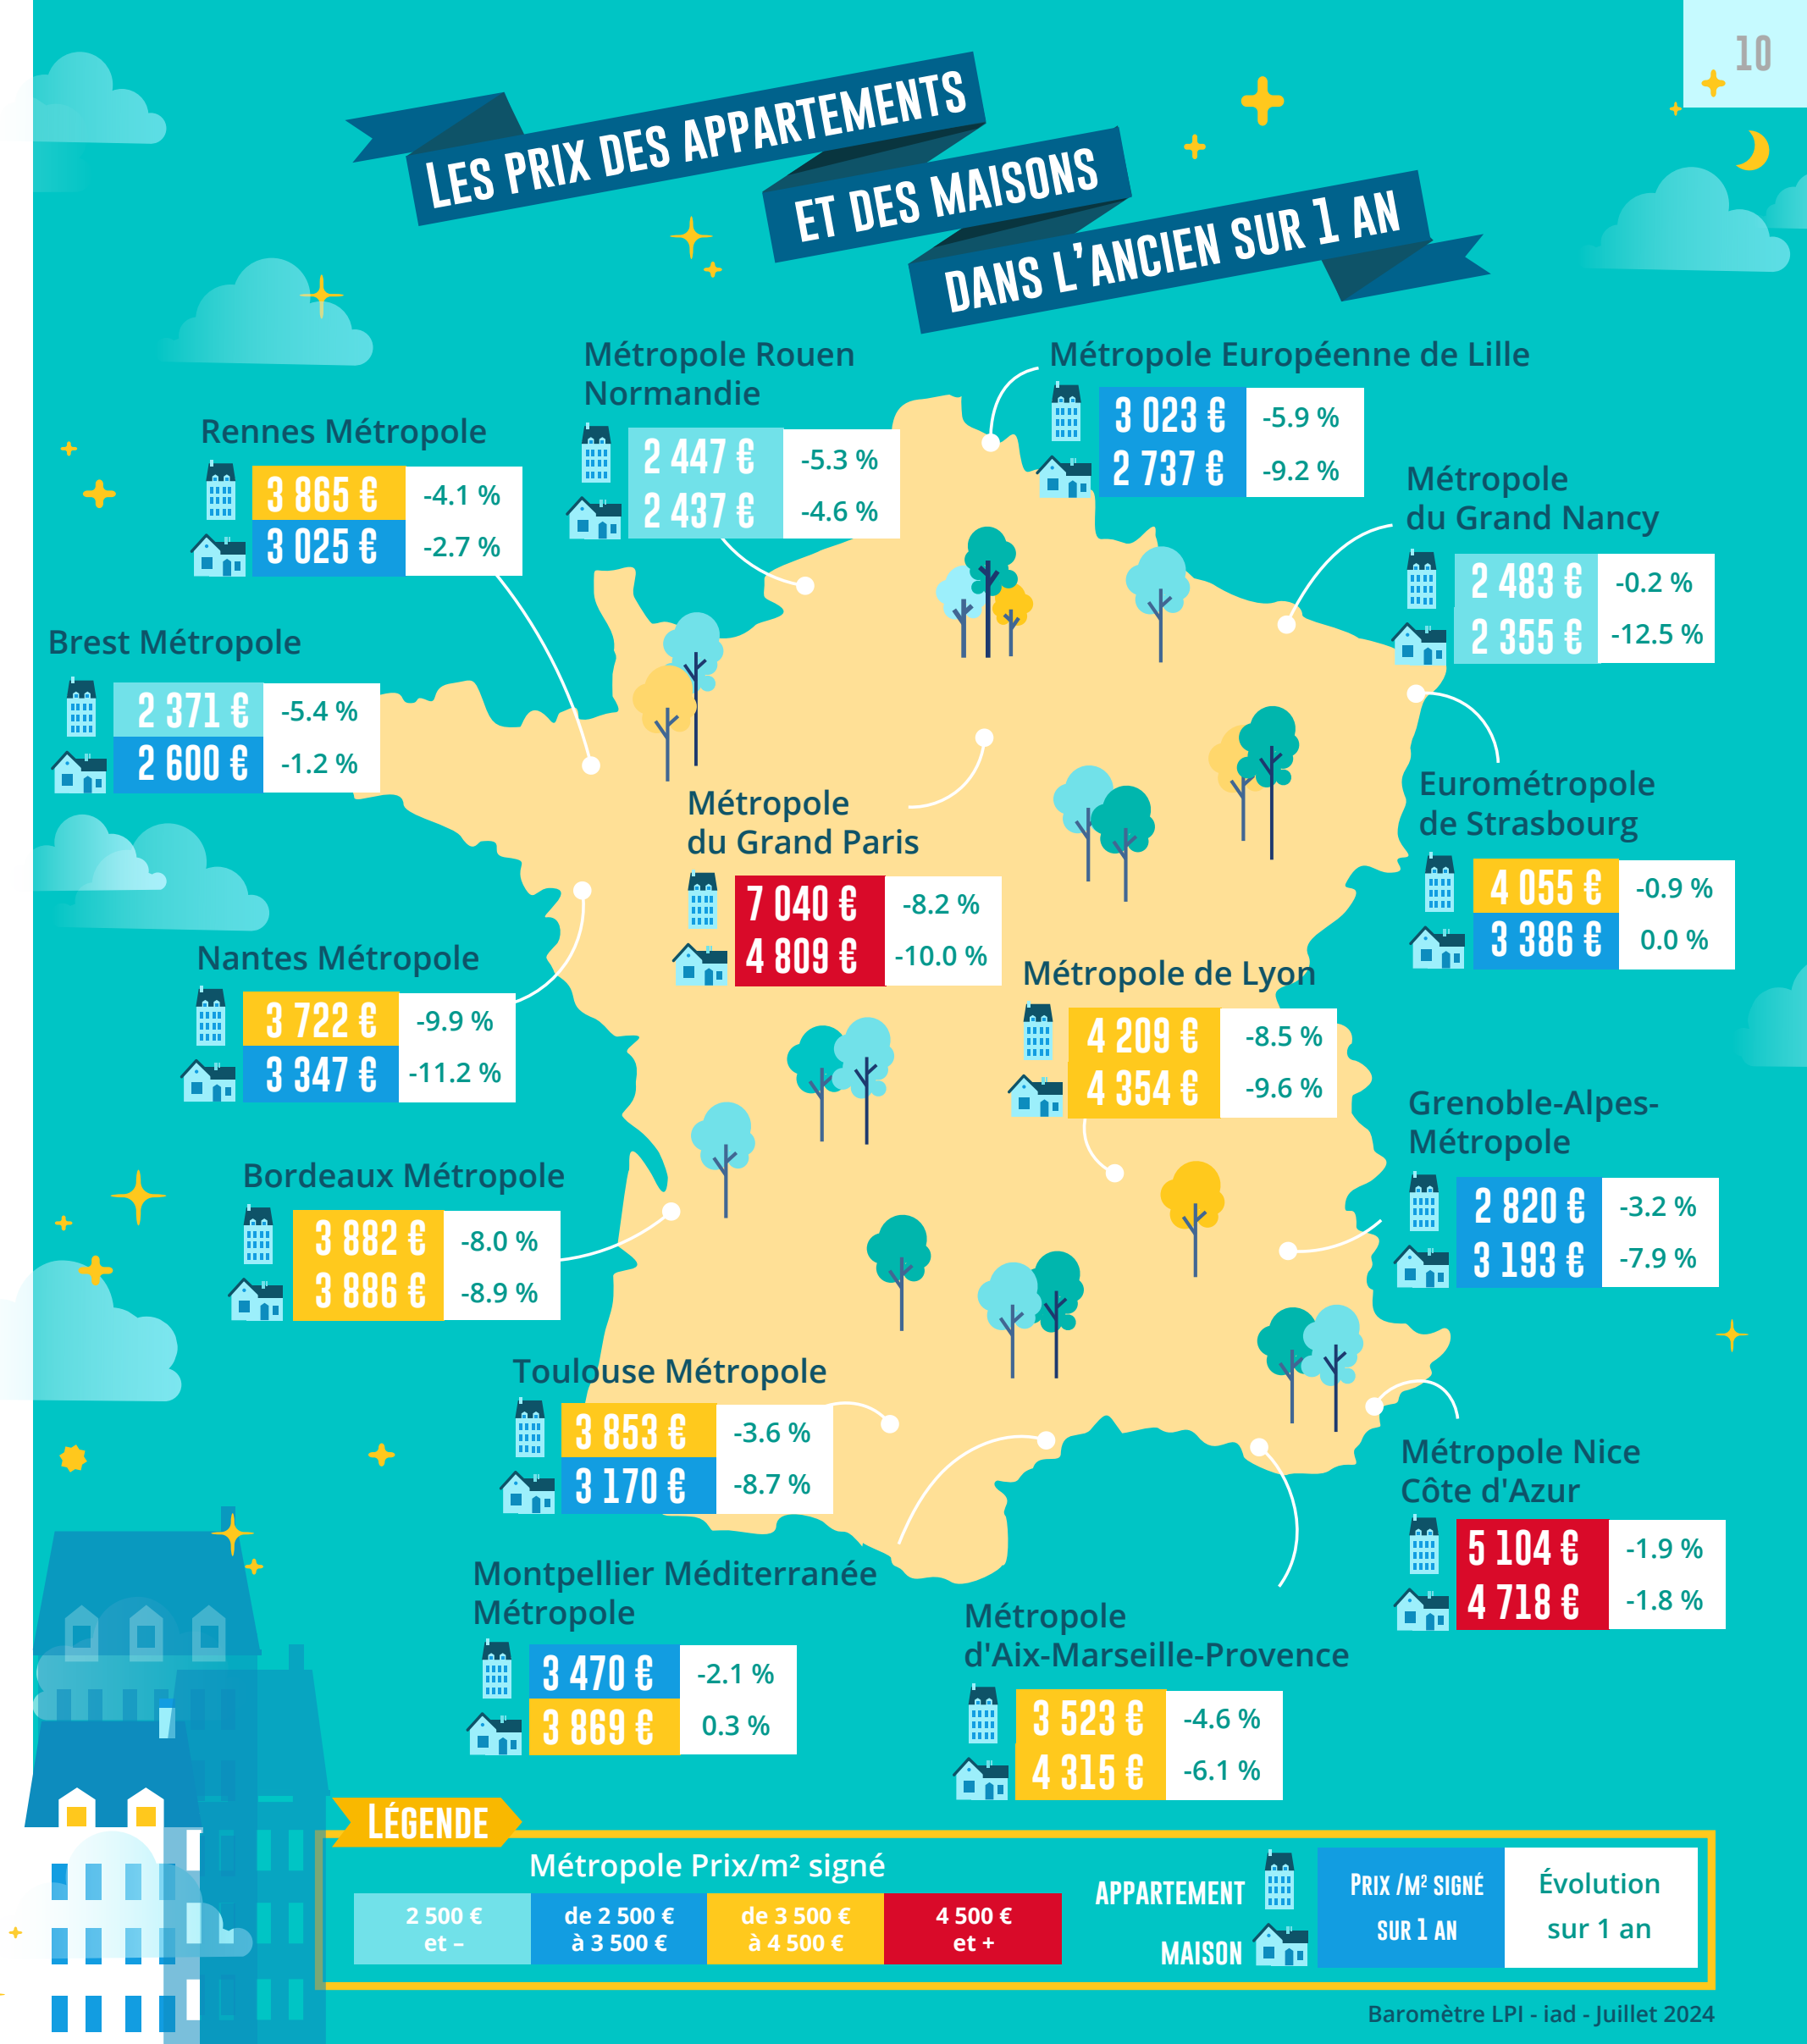 10
LES PRIX DES APPARTEMENTS
ET DES MAISONS
DANS L'ANCIEN SUR 1 AN
Métropole Rouen
Normandie
2 447 € -5.3 %
2 437 € -4.6 %
Métropole Européenne de Lille
3 023 € -5.9 %
2 737 € -9.2 %
Rennes Métropole
3 865 € -4.1 %
3 025 € -2.7 %
Métropole
du Grand Nancy
2 483 € -0.2 %
2 355 € -12.5 %
Brest Métropole
2 371 € -5.4 %
2 600 € -1.2 %
Métropole
du Grand Paris
7 040 € -8.2 %
4 809 € -10.0 %
Eurométropole
de Strasbourg
4 055 € -0.9 %
3 386 € 0.0 %
Nantes Métropole
3 722 € -9.9 %
3 347 € -11.2 %
Métropole de Lyon
4 209 € -8.5 %
4 354 € -9.6 %
Grenoble-Alpes-
Métropole
2 820 € -3.2 %
3 193 € -7.9 %
Bordeaux Métropole
3 882 € -8.0 %
3 886 € -8.9 %
Toulouse Métropole
3 853 € -3.6 %
3 170 € -8.7 %
Métropole Nice
Côte d'Azur
5 104 € -1.9 %
4 718 € -1.8 %
Montpellier Méditerranée
Métropole
3 470 € -2.1 %
3 869 € 0.3 %
Métropole
d'Aix-Marseille-Provence
3 523 € -4.6 %
4 315 € -6.1 %
LÉGENDE
Métropole Prix/m² signé
2 500 €
et –
de 2 500 €
à 3 500 €
de 3 500 €
à 4 500 €
4 500 €
et +
APPARTEMENT
MAISON
PRIX /M² SIGNÉ
SUR 1 AN
Évolution
sur 1 an
Baromètre LPI - iad - Juillet 2024